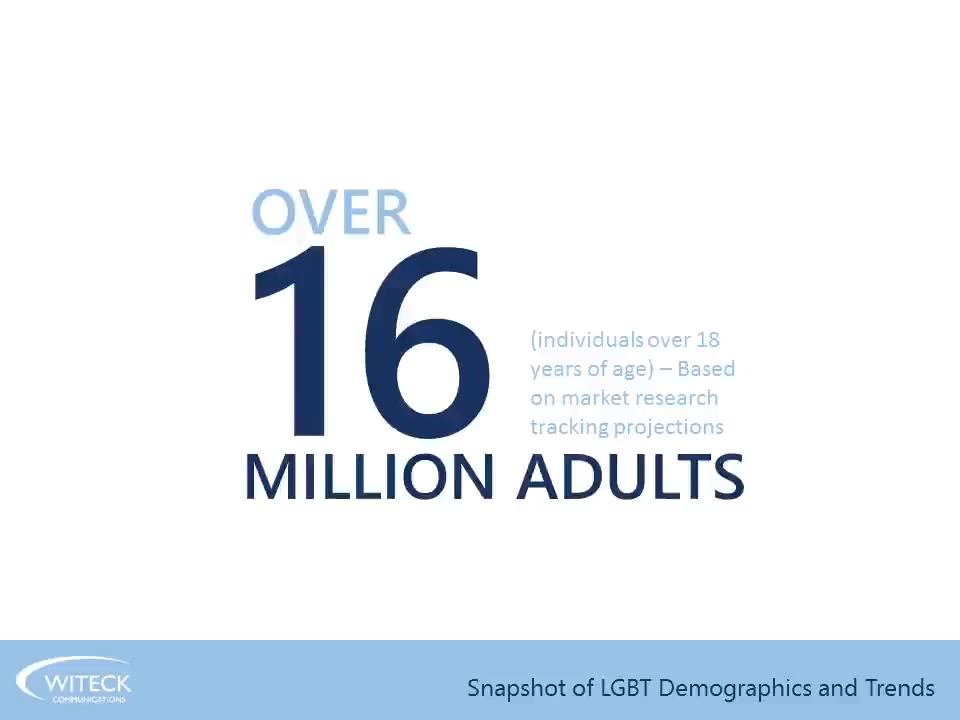 OVER
16
(individuals over 18
years of age) – Based
on market research
tracking projections
MILLION ADULTS
WITECK
COMMUNICATIONS
Snapshot of LGBT Demographics and Trends